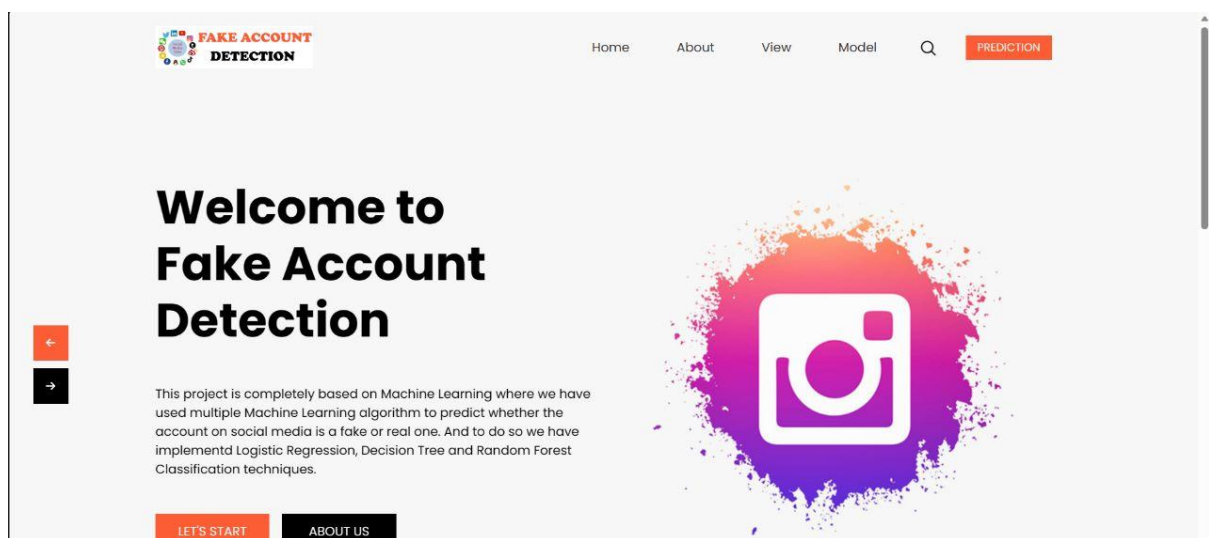 FAKE ACCOUNT
DETECTION
Home About View Model PREDICTION
Welcome to
Fake Account
Detection
This project is completely based on Machine Learning where we have
used multiple Machine Learning algorithm to predict whether the
account on social media is a fake or real one. And to do so we have
implementd Logistic Regression, Decision Tree and Random Forest
Classification techniques.
LET'S START ABOUT US